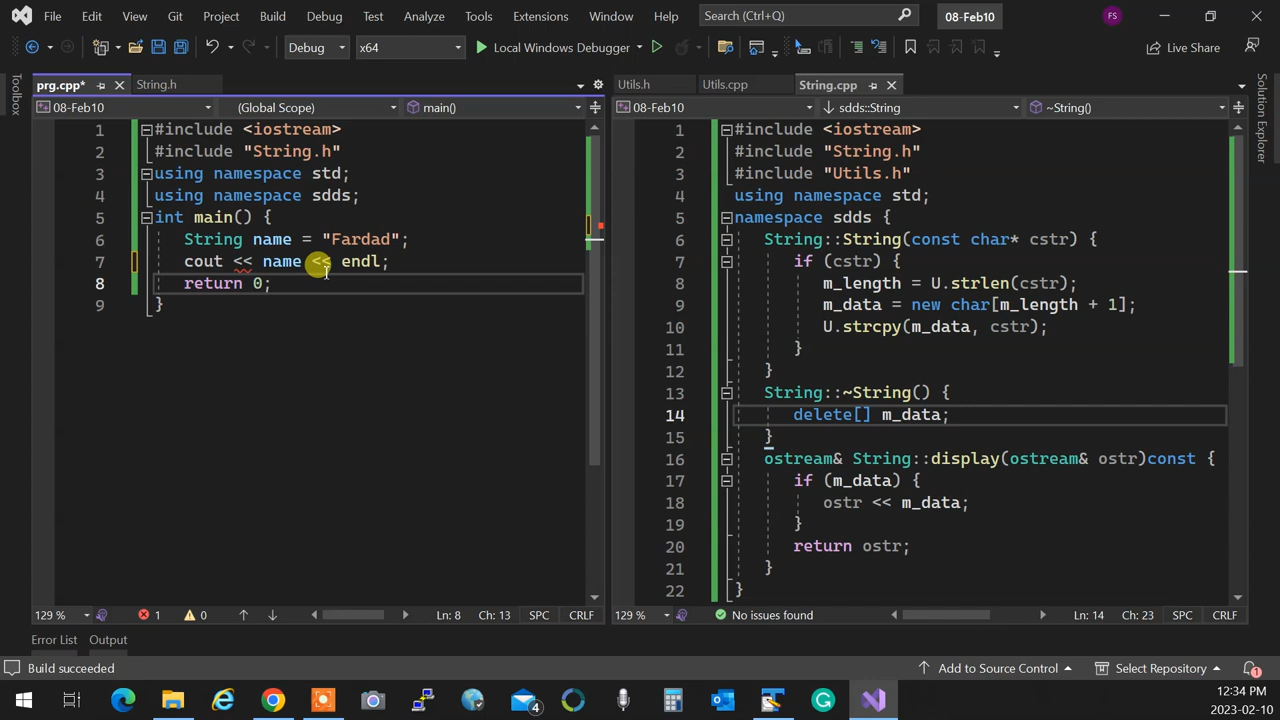 File Edit View Git Project Build Debug Test Analyze Tools Extensions Window Help Search (Ctrl+Q) 08-Feb10 FS
Debug x64 Local Windows Debugger Live Share
prg.cpp* String.h
08-Feb10 (Global Scope) main()
1 #include <iostream>
2 #include "String.h"
3 using namespace std;
4 using namespace sdds;
5 int main() {
6 String name = "Fardad";
7 cout << name << endl;
8 return 0;
9 }
129 % 1 0 Ln: 8 Ch: 13 SPC CRLF
Utils.h Utils.cpp String.cpp
08-Feb10 sdds::String ~String()
1 #include <iostream>
2 #include "String.h"
3 #include "Utils.h"
4 using namespace std;
5 namespace sdds {
6 String::String(const char* cstr) {
7 if (cstr) {
8 m_length = U.strlen(cstr);
9 m_data = new char[m_length + 1];
10 U.strcpy(m_data, cstr);
11 }
12 }
13 String::~String() {
14 delete[] m_data;
15 }
16 ostream& String::display(ostream& ostr)const {
17 if (m_data) {
18 ostr << m_data;
19 }
20 return ostr;
21 }
22 }
129 % No issues found Ln: 14 Ch: 23 SPC CRLF
Toolbox
Solution Explorer
Error List Output
Build succeeded Add to Source Control Select Repository 1
4
12:34 PM
2023-02-10